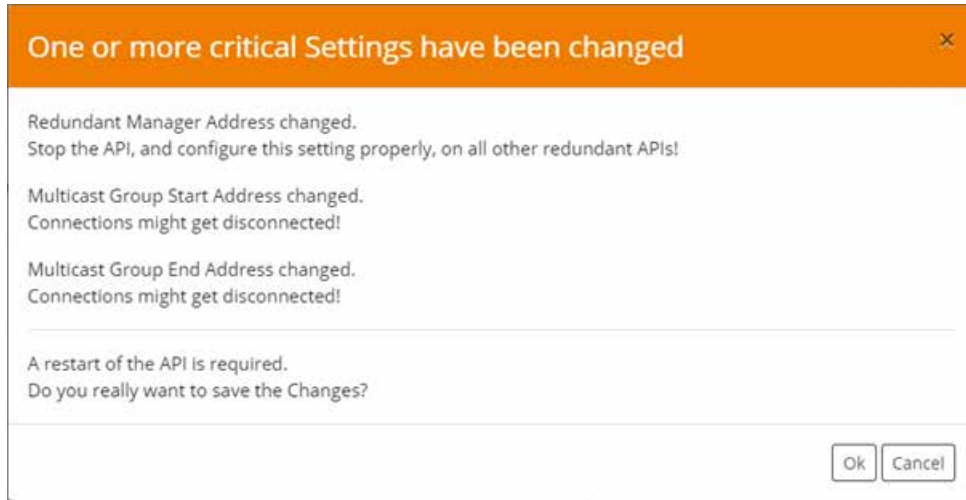 One or more critical Settings have been changed
×
Redundant Manager Address changed.
Stop the API, and configure this setting properly, on all other redundant APIs!
Multicast Group Start Address changed.
Connections might get disconnected!
Multicast Group End Address changed.
Connections might get disconnected!
A restart of the API is required.
Do you really want to save the Changes?
Ok Cancel